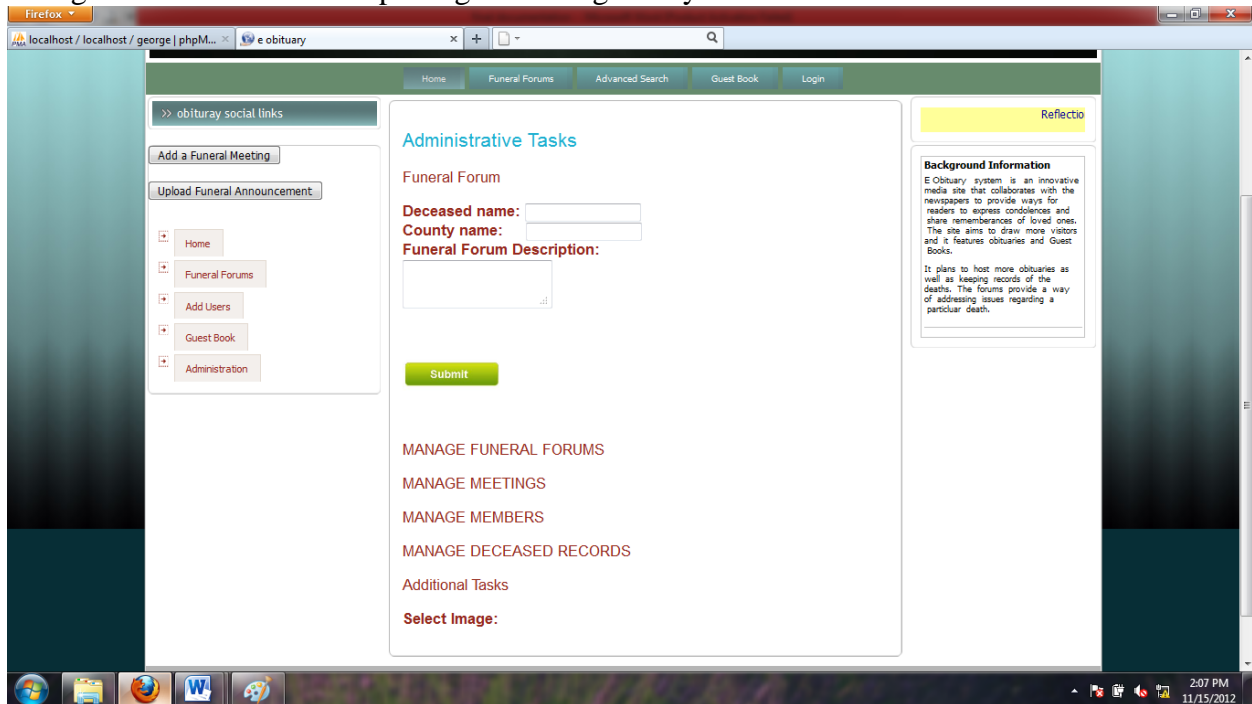 Firefox
localhost / localhost / george | phpM...
e obituary
Home
Funeral Forums
Advanced Search
Guest Book
Login
>> obituray social links
Add a Funeral Meeting
Upload Funeral Announcement
Home
Funeral Forums
Add Users
Guest Book
Administration
Administrative Tasks
Funeral Forum
Deceased name:
County name:
Funeral Forum Description:
Submit
MANAGE FUNERAL FORUMS
MANAGE MEETINGS
MANAGE MEMBERS
MANAGE DECEASED RECORDS
Additional Tasks
Select Image:
Reflectio
Background Information
E Obituary system is an innovative
media site that collaborates with the
newspapers to provide ways for
readers to express condolences and
share rememberances of loved ones.
The site aims to draw more visitors
and it features obituaries and Guest
Books.
It plans to host more obituaries as
well as keeping records of the
deaths. The forums provide a way
of addressing issues regarding a
particluar death.
2:07 PM
11/15/2012